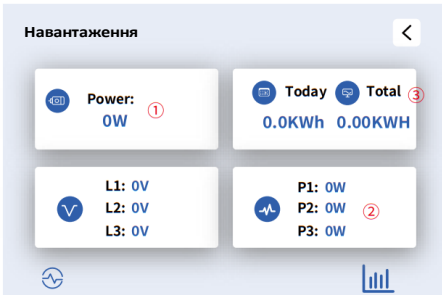 Навантаження
Power:
0W
①
Today Total ③
0.0KWh 0.00KWH
L1: 0V
L2: 0V
L3: 0V
P1: 0W
P2: 0W ②
P3: 0W